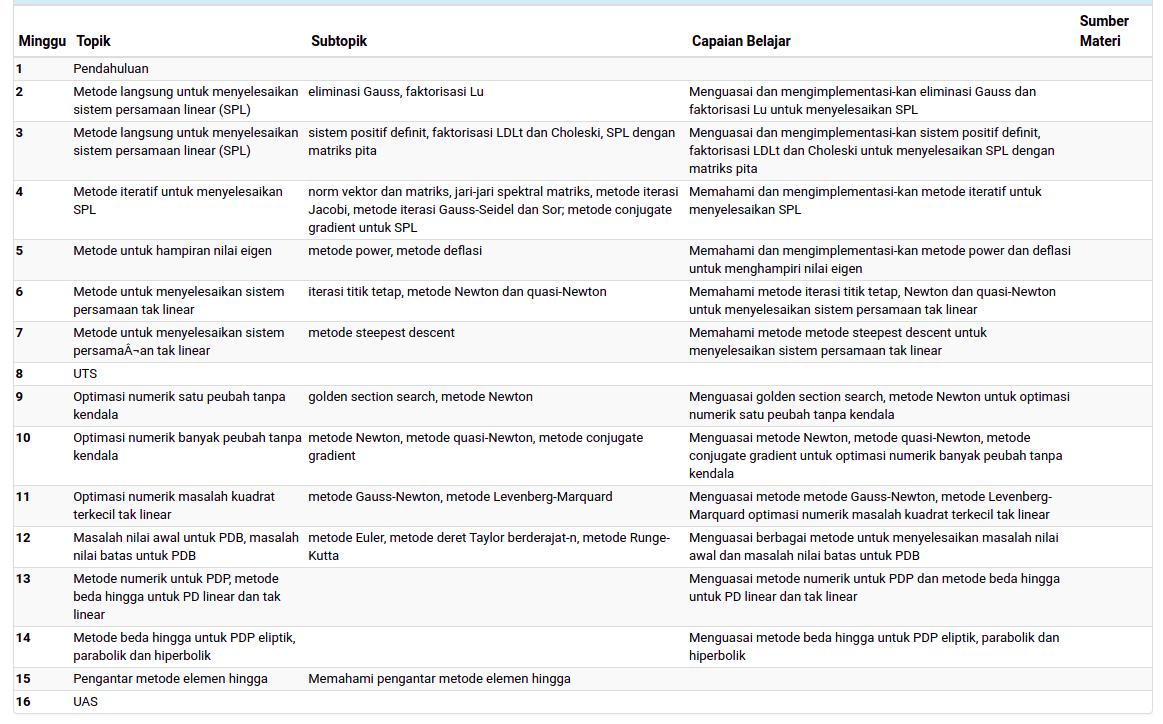 Minggu Topik Subtopik Capaian Belajar Sumber Materi
1 Pendahuluan
2 Metode langsung untuk menyelesaikan eliminasi Gauss, faktorisasi Lu Menguasai dan mengimplementasi-kan eliminasi Gauss dan
sistem persamaan linear (SPL) faktorisasi Lu untuk menyelesaikan SPL
3 Metode langsung untuk menyelesaikan sistem positif definit, faktorisasi LDLt dan Choleski, SPL dengan Menguasai dan mengimplementasi-kan sistem positif definit,
sistem persamaan linear (SPL) matriks pita faktorisasi LDLt dan Choleski untuk menyelesaikan SPL dengan
matriks pita
4 Metode iteratif untuk menyelesaikan norm vektor dan matriks, jari-jari spektral matriks, metode iterasi Memahami dan mengimplementasi-kan metode iteratif untuk
SPL Jacobi, metode iterasi Gauss-Seidel dan Sor; metode conjugate menyelesaikan SPL
gradient untuk SPL
5 Metode untuk hampiran nilai eigen metode power, metode deflasi Memahami dan mengimplementasi-kan metode power dan deflasi
untuk menghampiri nilai eigen
6 Metode untuk menyelesaikan sistem iterasi titik tetap, metode Newton dan quasi-Newton Memahami metode iterasi titik tetap, Newton dan quasi-Newton
persamaan tak linear untuk menyelesaikan sistem persamaan tak linear
7 Metode untuk menyelesaikan sistem metode steepest descent Memahami metode metode steepest descent untuk
persamaÂ¬an tak linear menyelesaikan sistem persamaan tak linear
8 UTS
9 Optimasi numerik satu peubah tanpa golden section search, metode Newton Menguasai golden section search, metode Newton untuk optimasi
kendala numerik satu peubah tanpa kendala
10 Optimasi numerik banyak peubah tanpa metode Newton, metode quasi-Newton, metode conjugate Menguasai metode Newton, metode quasi-Newton, metode
kendala gradient conjugate gradient untuk optimasi numerik banyak peubah tanpa
kendala
11 Optimasi numerik masalah kuadrat metode Gauss-Newton, metode Levenberg-Marquard Menguasai metode metode Gauss-Newton, metode Levenberg-
terkecil tak linear Marquard optimasi numerik masalah kuadrat terkecil tak linear
12 Masalah nilai awal untuk PDB, masalah metode Euler, metode deret Taylor berderajat-n, metode Runge- Menguasai berbagai metode untuk menyelesaikan masalah nilai
nilai batas untuk PDB Kutta awal dan masalah nilai batas untuk PDB
13 Metode numerik untuk PDP, metode Menguasai metode numerik untuk PDP dan metode beda hingga
beda hingga untuk PD linear dan tak untuk PD linear dan tak linear
linear
14 Metode beda hingga untuk PDP eliptik, Menguasai metode beda hingga untuk PDP eliptik, parabolik dan
parabolik dan hiperbolik hiperbolik
15 Pengantar metode elemen hingga Memahami pengantar metode elemen hingga
16 UAS